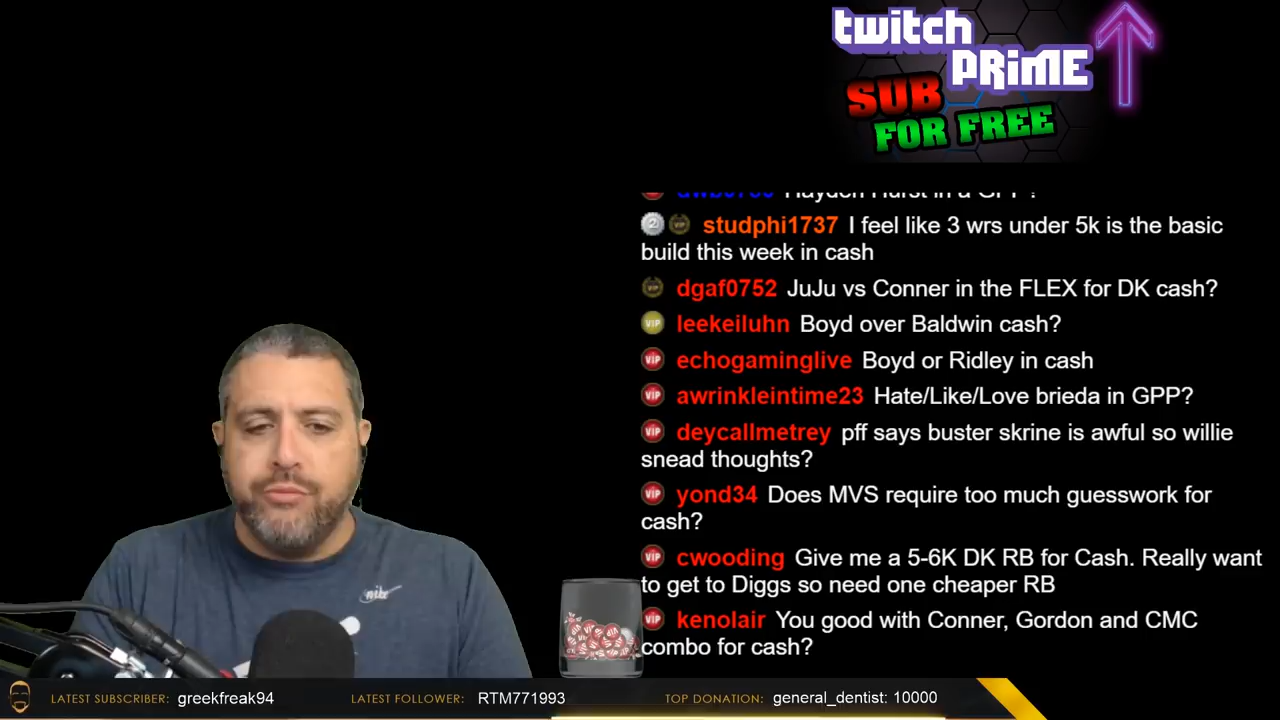 twitch
PRiME
SUB
FOR FREE
Hayden Hurst in a GPP?
studphi1737 I feel like 3 wrs under 5k is the basic
build this week in cash
dgaf0752 JuJu vs Conner in the FLEX for DK cash?
leekeiluhn Boyd over Baldwin cash?
echogaminglive Boyd or Ridley in cash
awrinkleintime23 Hate/Like/Love brieda in GPP?
deycallmetrey pff says buster skrine is awful so willie
snead thoughts?
yond34 Does MVS require too much guesswork for
cash?
cwooding Give me a 5-6K DK RB for Cash. Really want
to get to Diggs so need one cheaper RB
kenolair You good with Conner, Gordon and CMC
combo for cash?
nike
LATEST SUBSCRIBER: greekfreak94 LATEST FOLLOWER: RTM771993 TOP DONATION: general_dentist: 10000